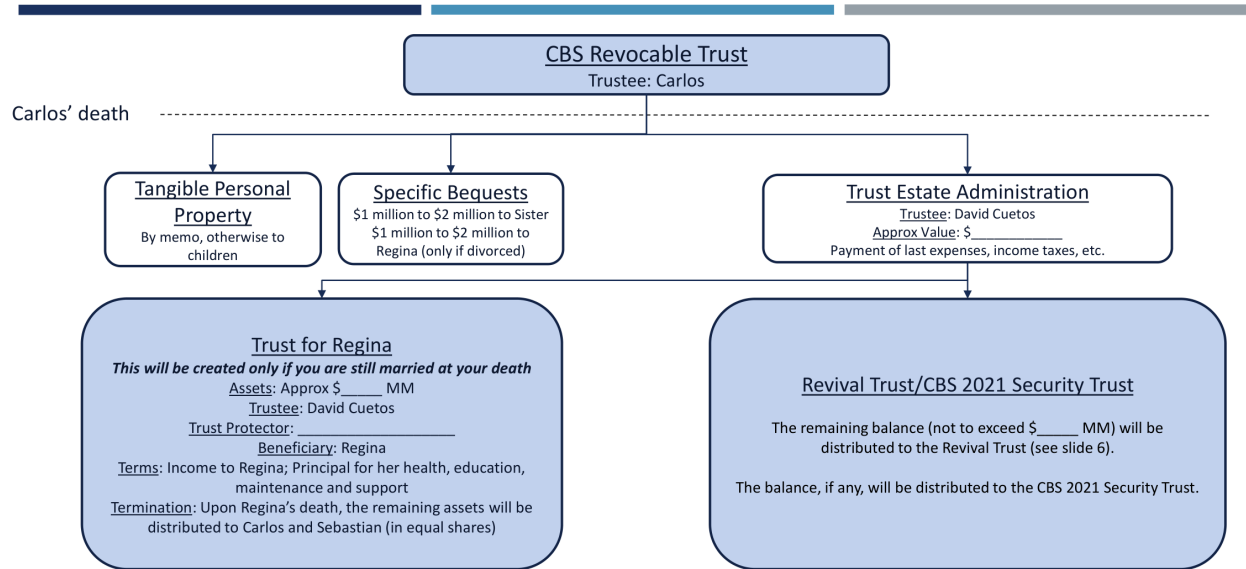 CBS Revocable Trust
Trustee: Carlos
Carlos’ death
Tangible Personal
Property
By memo, otherwise to
children
Specific Bequests
$1 million to $2 million to Sister
$1 million to $2 million to
Regina (only if divorced)
Trust Estate Administration
Trustee: David Cuetos
Approx Value: $____________
Payment of last expenses, income taxes, etc.
Trust for Regina
This will be created only if you are still married at your death
Assets: Approx $_____ MM
Trustee: David Cuetos
Trust Protector: ____________________
Beneficiary: Regina
Terms: Income to Regina; Principal for her health, education,
maintenance and support
Termination: Upon Regina’s death, the remaining assets will be
distributed to Carlos and Sebastian (in equal shares)
Revival Trust/CBS 2021 Security Trust
The remaining balance (not to exceed $_____ MM) will be
distributed to the Revival Trust (see slide 6).
The balance, if any, will be distributed to the CBS 2021 Security Trust.